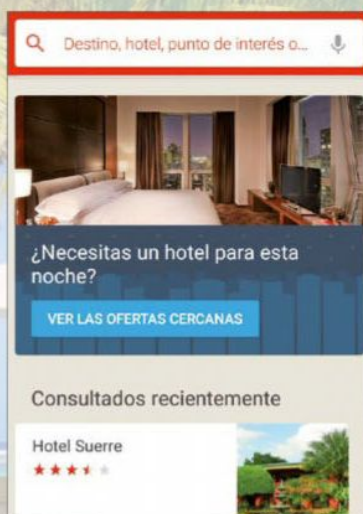 Destino, hotel, punto de interés o...
¿Necesitas un hotel para esta
noche?
VER LAS OFERTAS CERCANAS
Consultados recientemente
Hotel Suerre